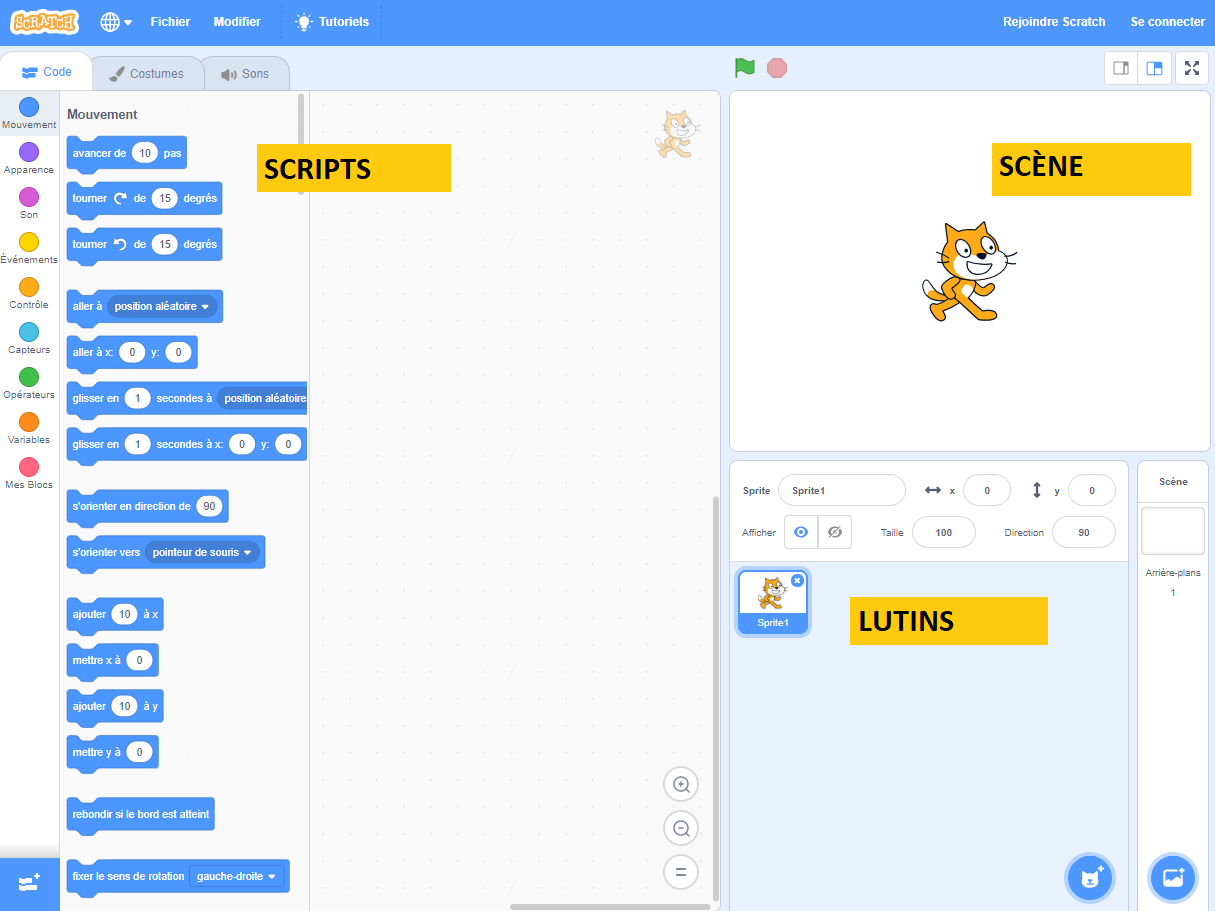 SCRATCH
Fichier
Modifier
Tutoriels
Rejoindre Scratch
Se connecter
Code
Costumes
Sons
Mouvement
Apparence
Son
Événements
Contrôle
Capteurs
Opérateurs
Variables
Mes Blocs
Mouvement
avancer de 10 pas
tourner de 15 degrés
tourner de 15 degrés
aller à position aléatoire
aller à x: 0 y: 0
glisser en 1 secondes à position aléatoire
glisser en 1 secondes à x: 0 y: 0
s'orienter en direction de 90
s'orienter vers pointeur de souris
ajouter 10 à x
mettre x à 0
ajouter 10 à y
mettre y à 0
rebondir si le bord est atteint
fixer le sens de rotation gauche-droite
SCRIPTS
SCÈNE
Sprite Sprite1 x 0 y 0
Afficher Taille 100 Direction 90
Sprite1
LUTINS
Scène
Arrière-plans
1